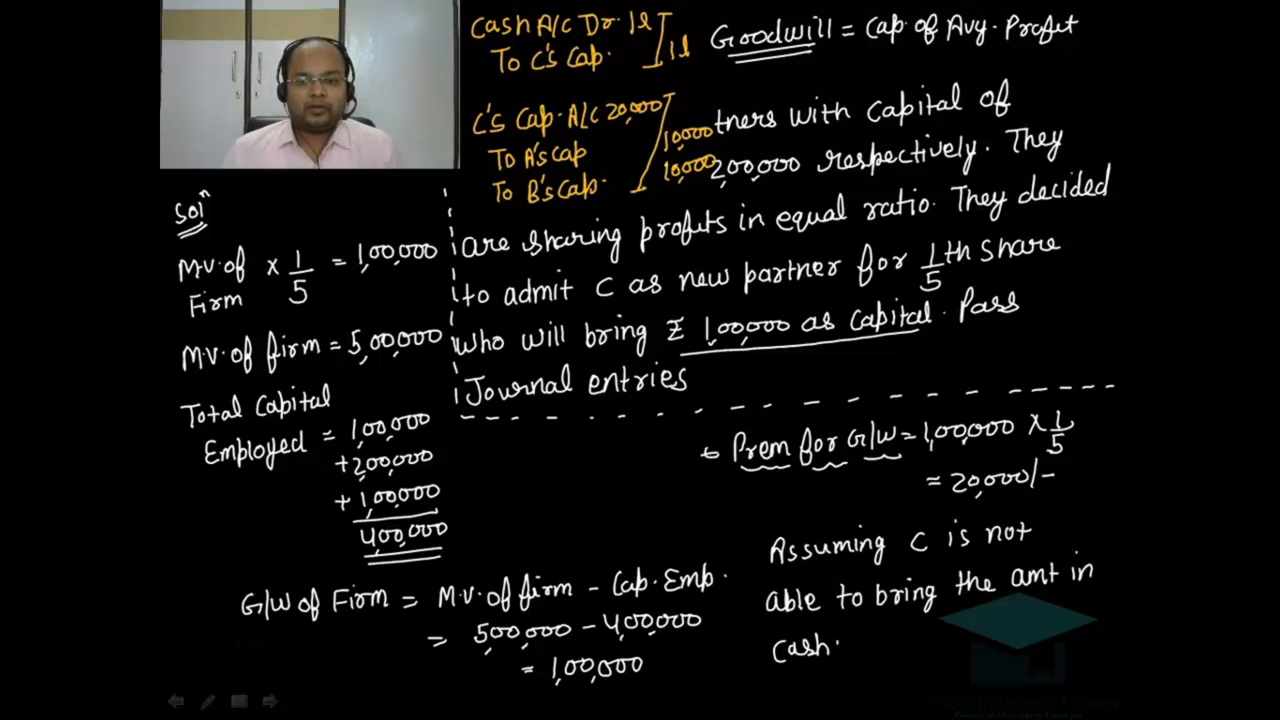 Cash A/C Dr. 1l
To C's Cap. 1l
C's Cap. A/C 20,000
To A's Cap 10,000
To B's Cap. 10,000
Goodwill = Cap. of Avg. Profit
tners with capital of
200,000 respectively. They
are sharing profits in equal ratio. They decided
to admit C as new partner for 1/5 th share
who will bring ₹ 1,00,000 as capital. Pass
Journal entries
Solⁿ
M.V. of Firm × 1/5 = 1,00,000
M.V. of firm = 5,00,000
Total Capital
Employed = 1,00,000
+ 200,000
+ 1,00,000
4,00,000
G/W of Firm = M.V. of firm - Cap. Emp.
= 500,000 - 4,00,000
= 1,00,000
Prem for G/W = 1,00,000 × 1/5
= 20,000/-
Assuming C is not
able to bring the amt in
cash.